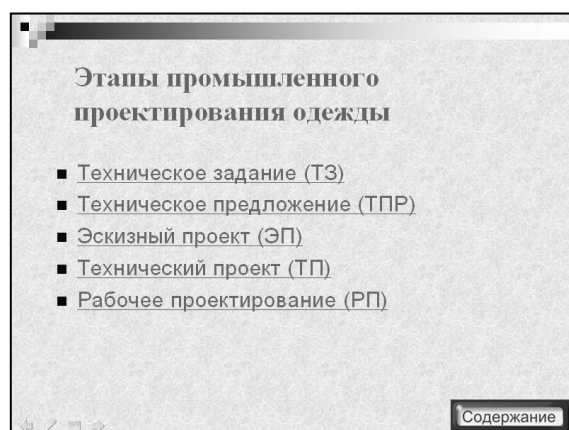 Этапы промышленного
проектирования одежды
Техническое задание (ТЗ)
Техническое предложение (ТПР)
Эскизный проект (ЭП)
Технический проект (ТП)
Рабочее проектирование (РП)
Содержание